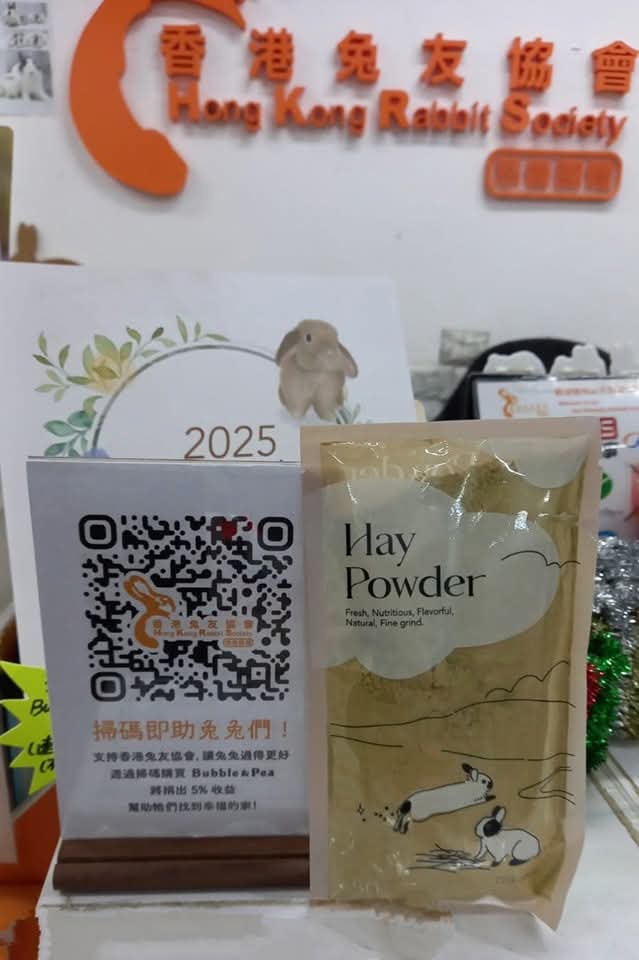 香港兔友協會
Hong Kong Rabbit Society
2025
香港兔友協會
Hong Kong Rabbit Society
掃碼即助兔兔們！
支持香港兔友協會,讓兔兔過得更好
透過掃碼購買 Bubble&Pea
將捐出 5% 收益
幫助牠們找到幸福的家!
Hay
Powder
Fresh, Nutritious, Flavorful,
Natural, Fine grind.